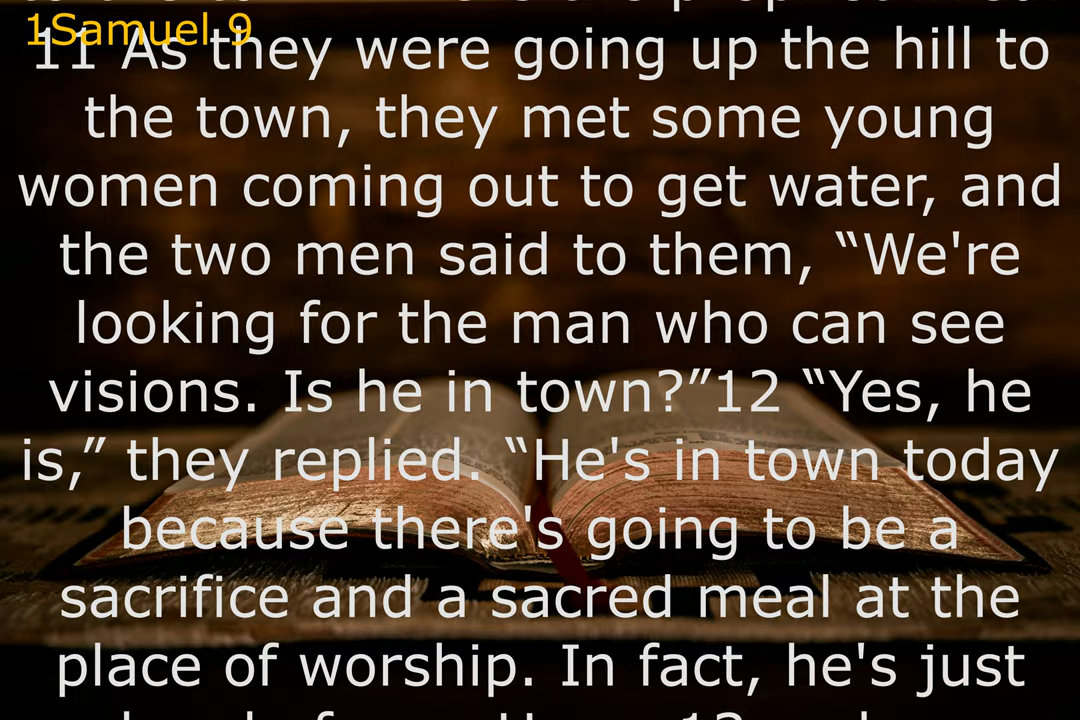 1Samuel 9
11 As they were going up the hill to
the town, they met some young
women coming out to get water, and
the two men said to them, “We're
looking for the man who can see
visions. Is he in town?”12 “Yes, he
is,” they replied. “He's in town today
because there's going to be a
sacrifice and a sacred meal at the
place of worship. In fact, he's just